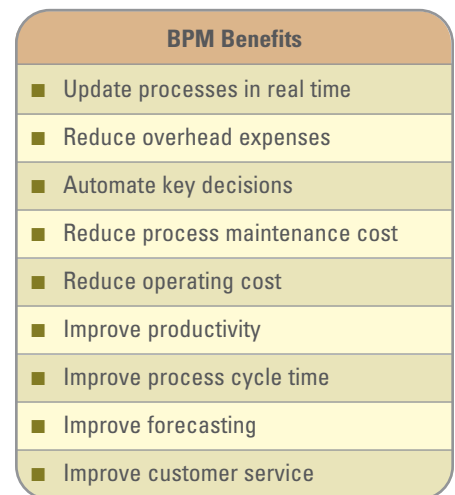 BPM Benefits
■ Update processes in real time
■ Reduce overhead expenses
■ Automate key decisions
■ Reduce process maintenance cost
■ Reduce operating cost
■ Improve productivity
■ Improve process cycle time
■ Improve forecasting
■ Improve customer service